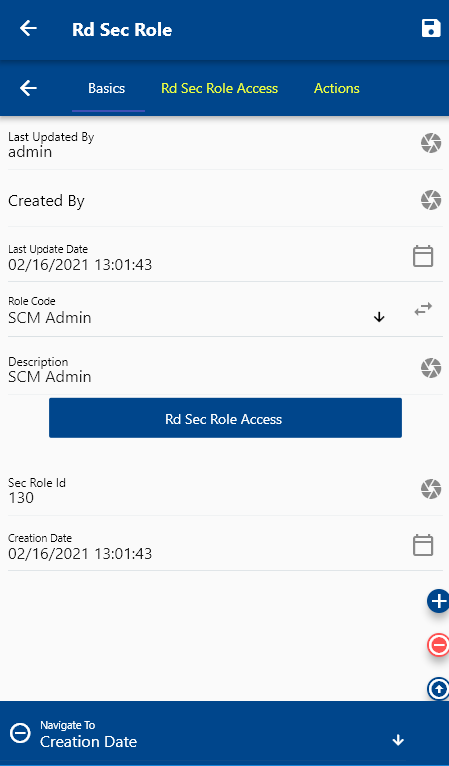 Rd Sec Role
Basics Rd Sec Role Access Actions
Last Updated By
admin
Created By
Last Update Date
02/16/2021 13:01:43
Role Code
SCM Admin
Description
SCM Admin
Rd Sec Role Access
Sec Role Id
130
Creation Date
02/16/2021 13:01:43
Navigate To
Creation Date